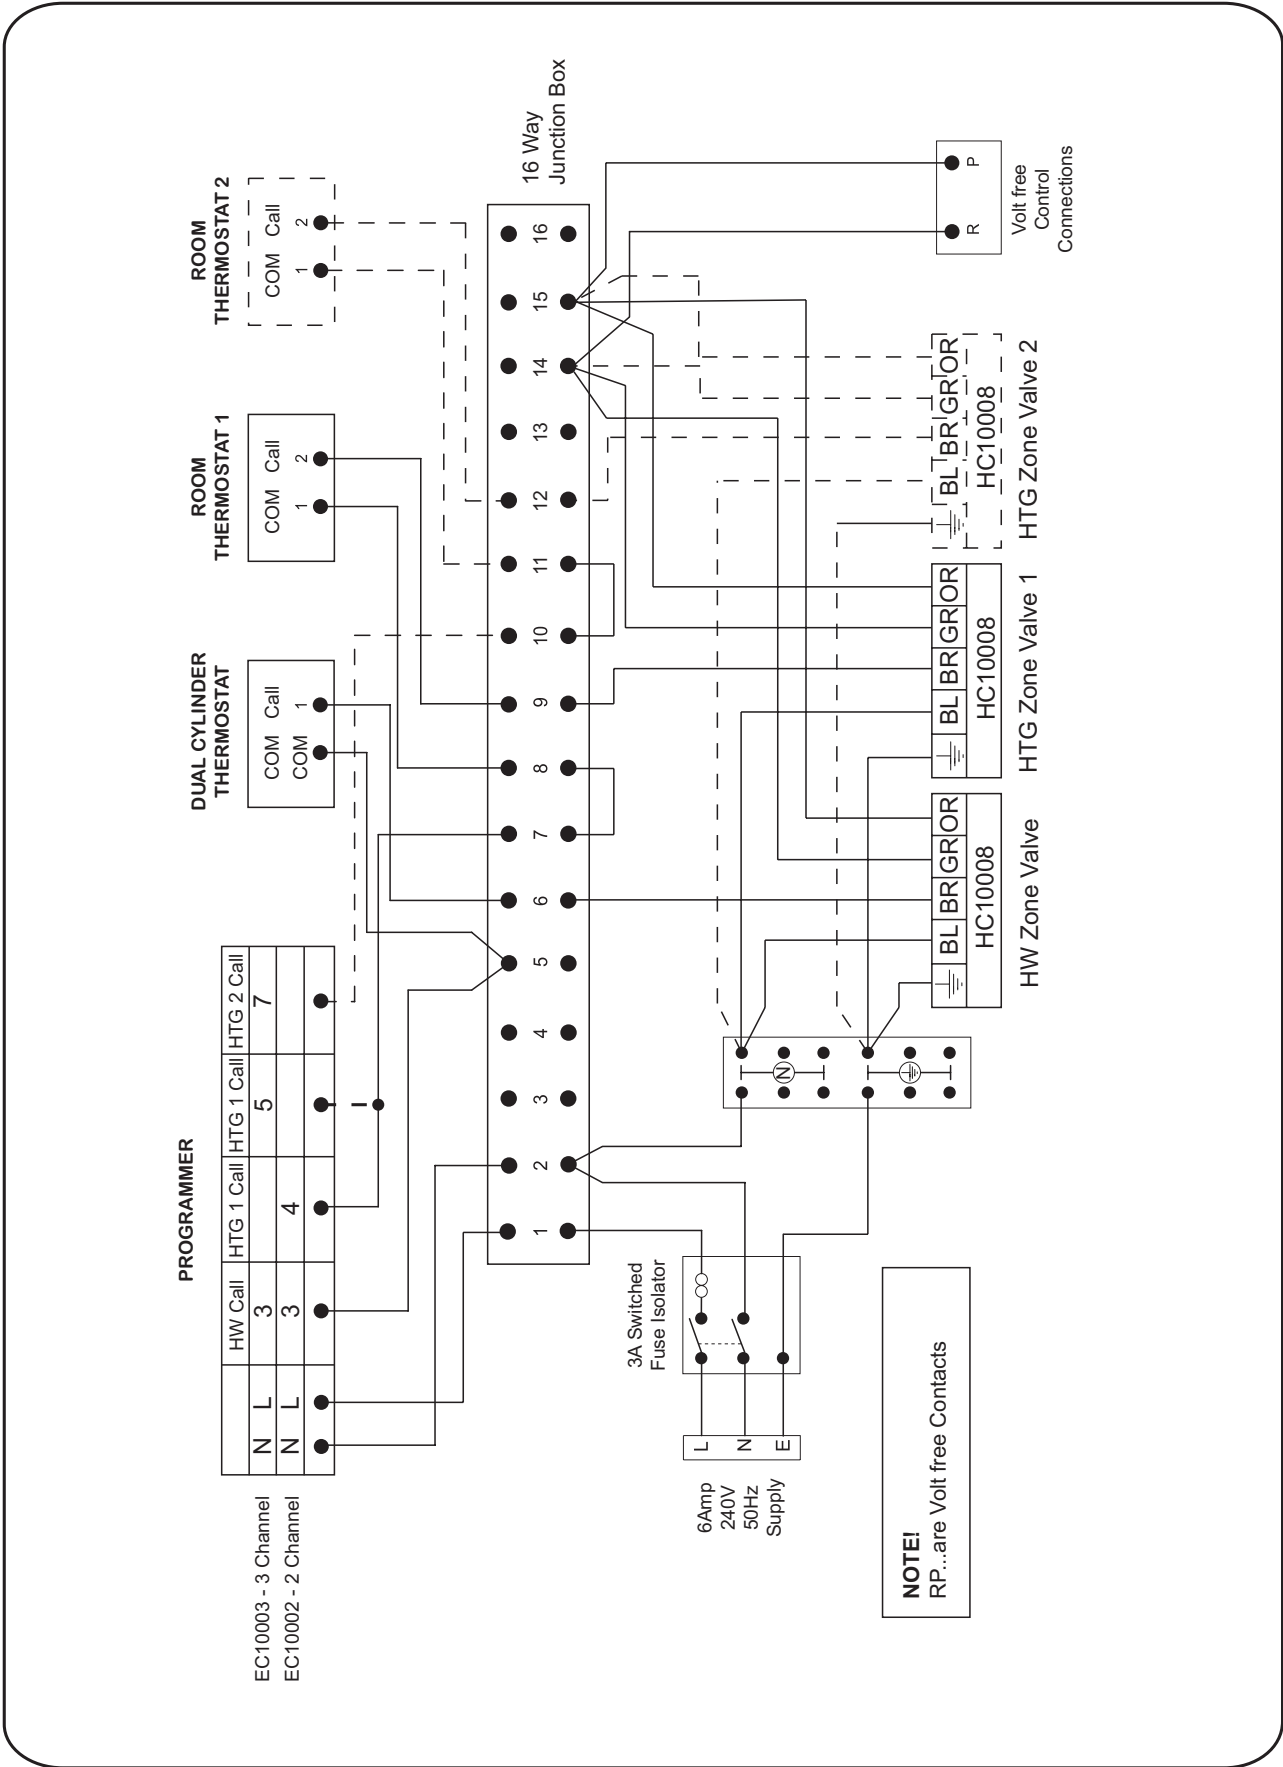 PROGRAMMER
HW Call
HTG 1 Call
HTG 1 Call
HTG 2 Call
EC10003 - 3 Channel
N L 3 5 7
EC10002 - 2 Channel
N L 3 4
DUAL CYLINDER
THERMOSTAT
COM Call
COM 1
ROOM
THERMOSTAT 1
COM Call
1 2
ROOM
THERMOSTAT 2
COM Call
1 2
1 2 3 4 5 6 7 8 9 10 11 12 13 14 15 16
16 Way
Junction Box
3A Switched
Fuse Isolator
6Amp
240V
50Hz
Supply
L
N
E
N
BL BR GR OR
HC10008
HW Zone Valve
BL BR GR OR
HC10008
HTG Zone Valve 1
BL BR GR OR
HC10008
HTG Zone Valve 2
R P
Volt free
Control
Connections
NOTE!
RP...are Volt free Contacts